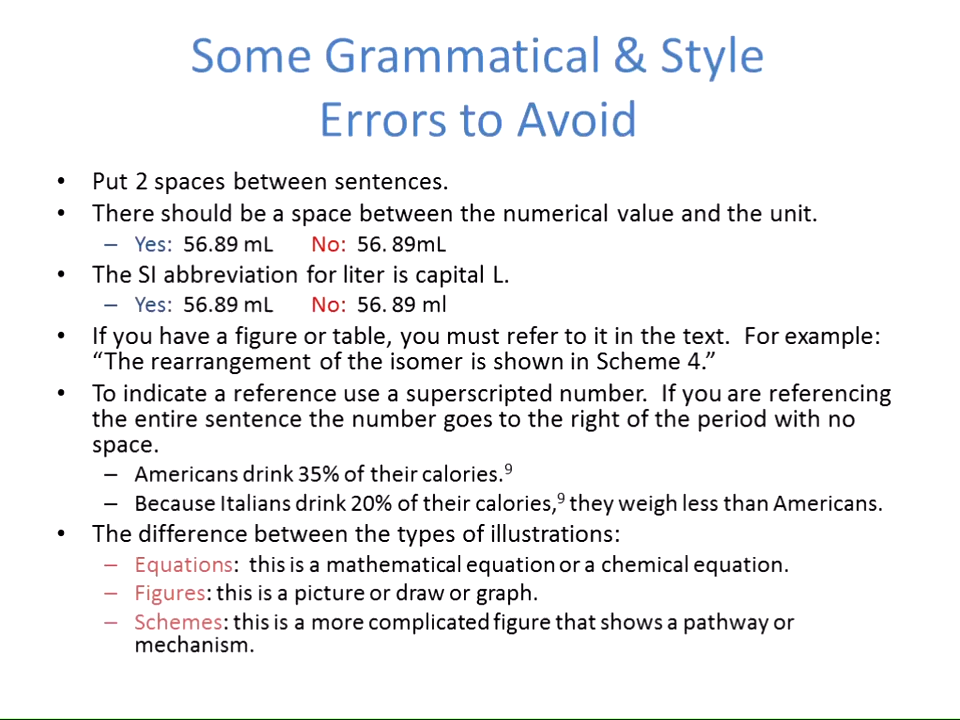 Some Grammatical & Style
Errors to Avoid
• Put 2 spaces between sentences.
• There should be a space between the numerical value and the unit.
– Yes: 56.89 mL No: 56. 89mL
• The SI abbreviation for liter is capital L.
– Yes: 56.89 mL No: 56. 89 ml
• If you have a figure or table, you must refer to it in the text.  For example:
“The rearrangement of the isomer is shown in Scheme 4.”
• To indicate a reference use a superscripted number.  If you are referencing
the entire sentence the number goes to the right of the period with no
space.
– Americans drink 35% of their calories.⁹
– Because Italians drink 20% of their calories,⁹ they weigh less than Americans.
• The difference between the types of illustrations:
– Equations:  this is a mathematical equation or a chemical equation.
– Figures: this is a picture or draw or graph.
– Schemes: this is a more complicated figure that shows a pathway or
mechanism.